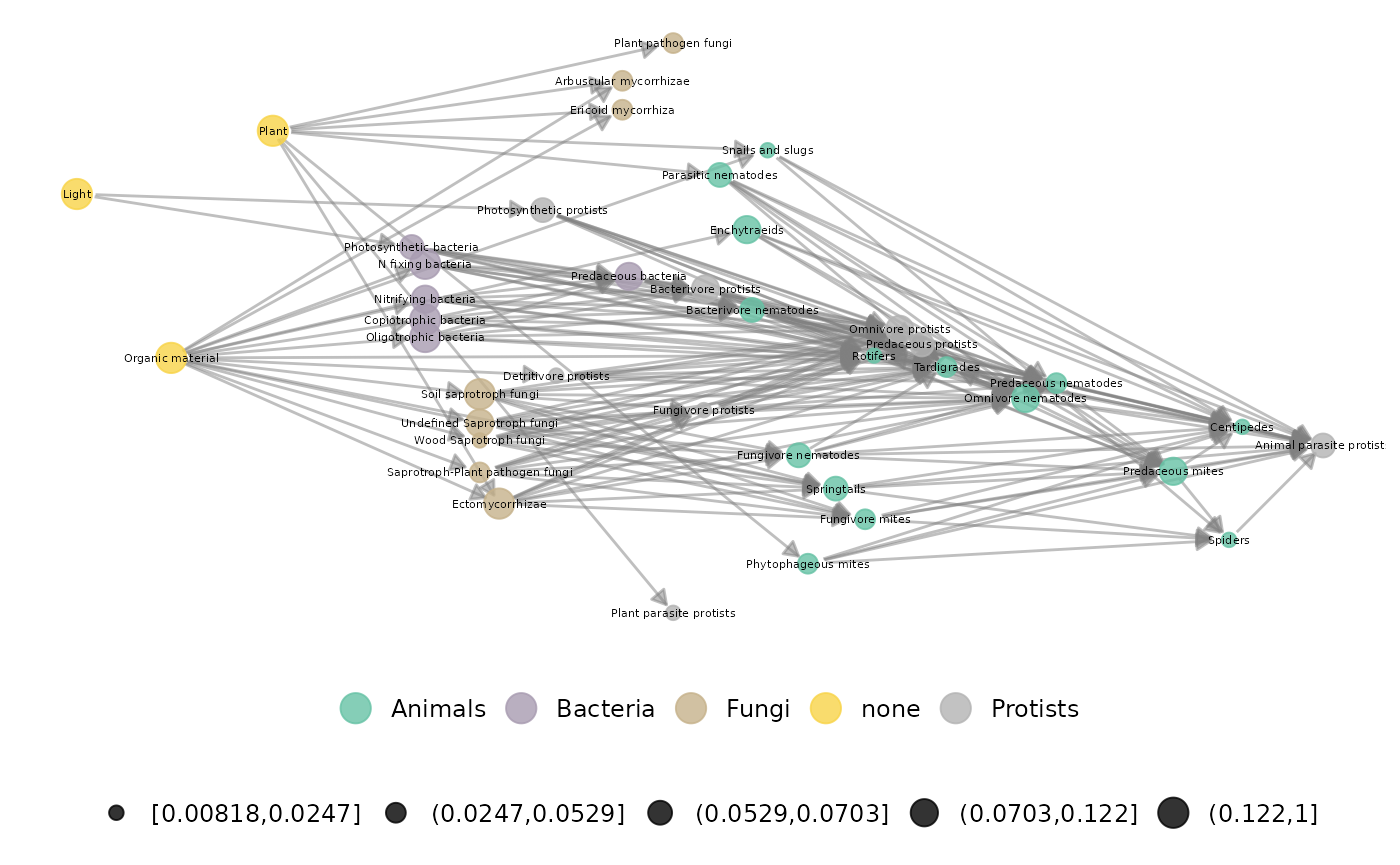 Plant pathogen fungi
Arbuscular mycorrhizae
Ericoid mycorrhiza
Plant
Snails and slugs
Parasitic nematodes
Light
Photosynthetic protists
Enchytraeids
Photosynthetic bacteria
N fixing bacteria
Predaceous bacteria
Bacterivore protists
Nitrifying bacteria
Bacterivore nematodes
Copiotrophic bacteria
Omnivore protists
Oligotrophic bacteria
Predaceous protists
Rotifers
Organic material
Tardigrades
Detritivore protists
Predaceous nematodes
Soil saprotroph fungi
Omnivore nematodes
Fungivore protists
Undefined Saprotroph fungi
Centipedes
Wood Saprotroph fungi
Animal parasite protist
Fungivore nematodes
Saprotroph-Plant pathogen fungi
Predaceous mites
Springtails
Ectomycorrhizae
Fungivore mites
Spiders
Phytophageous mites
Plant parasite protists
Animals Bacteria Fungi none Protists
[0.00818,0.0247] (0.0247,0.0529] (0.0529,0.0703] (0.0703,0.122] (0.122,1]